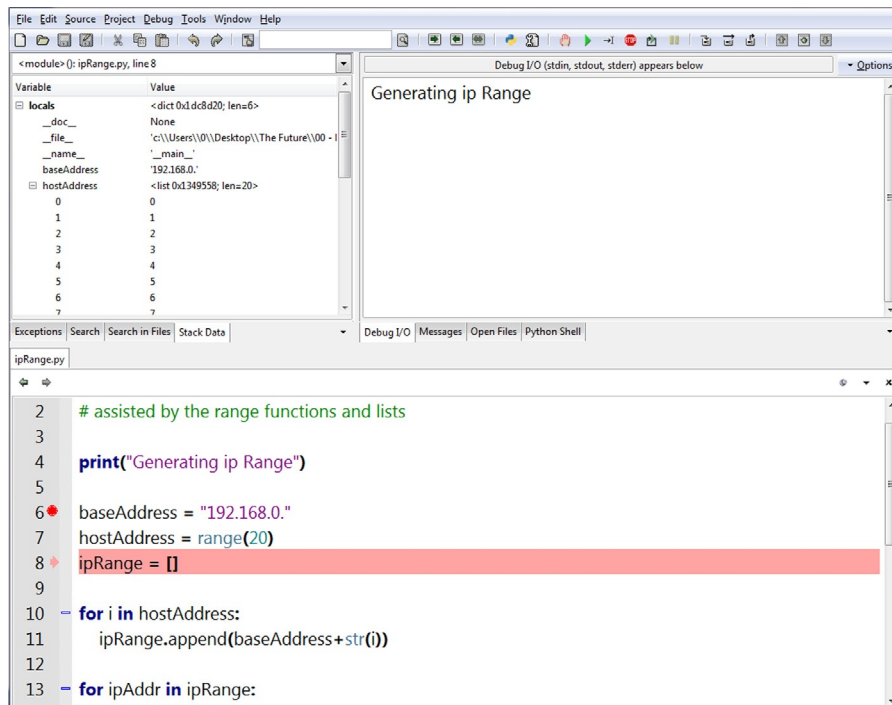 File Edit Source Project Debug Tools Window Help
<module>(): ipRange.py, line 8
Debug I/O (stdin, stdout, stderr) appears below
Options
Variable Value
locals <dict 0x1dc8d20; len=6>
__doc__ None
__file__ 'c:\\Users\\0\\Desktop\\The Future\\00 - I
__name__ '__main__'
baseAddress '192.168.0.'
hostAddress <list 0x1349558; len=20>
0 0
1 1
2 2
3 3
4 4
5 5
6 6
7 7
Generating ip Range
Exceptions Search Search in Files Stack Data
Debug I/O Messages Open Files Python Shell
ipRange.py
2 # assisted by the range functions and lists
3
4 print("Generating ip Range")
5
6 baseAddress = "192.168.0."
7 hostAddress = range(20)
8 ipRange = []
9
10 for i in hostAddress:
11 ipRange.append(baseAddress+str(i))
12
13 for ipAddr in ipRange: